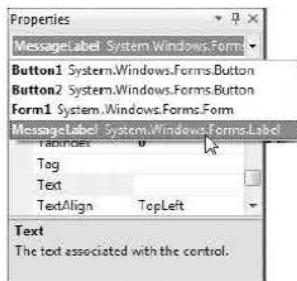 Properties
MessageLabel System.Windows.Forms
Button1 System.Windows.Forms.Button
Button2 System.Windows.Forms.Button
Form1 System.Windows.Forms.Form
MessageLabel System.Windows.Forms.Label
TabIndex 0
Tag
Text
TextAlign TopLeft
Text
The text associated with the control.